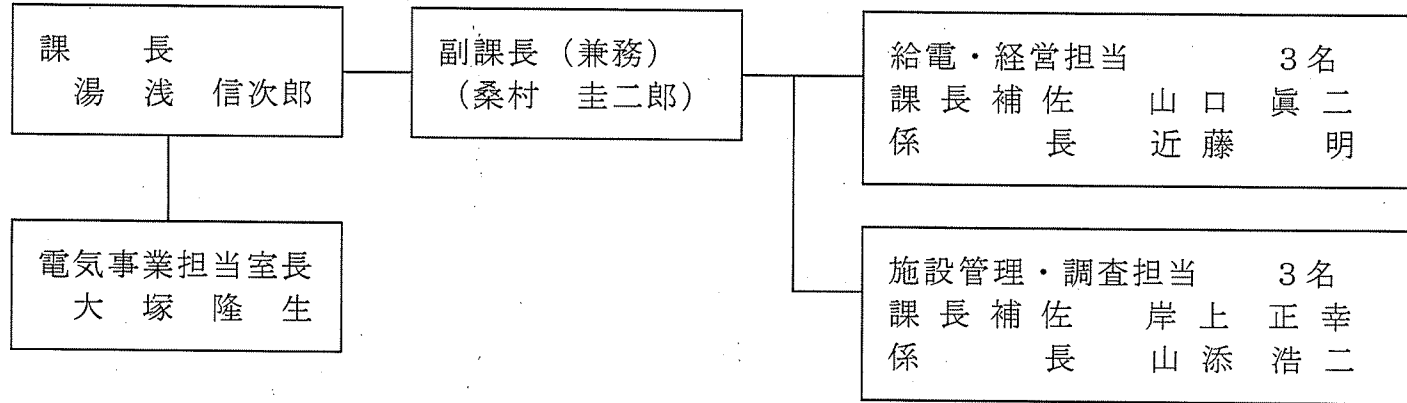 課　　長
湯　浅　信次郎
副課長（兼務）
（桑村　圭二郎）
給電・経営担当　　　３名
課長補佐　山口　眞二
係　　長　近藤　　明
電気事業担当室長
大　塚　隆　生
施設管理・調査担当　　３名
課長補佐　岸上　正幸
係　　長　山添　浩二